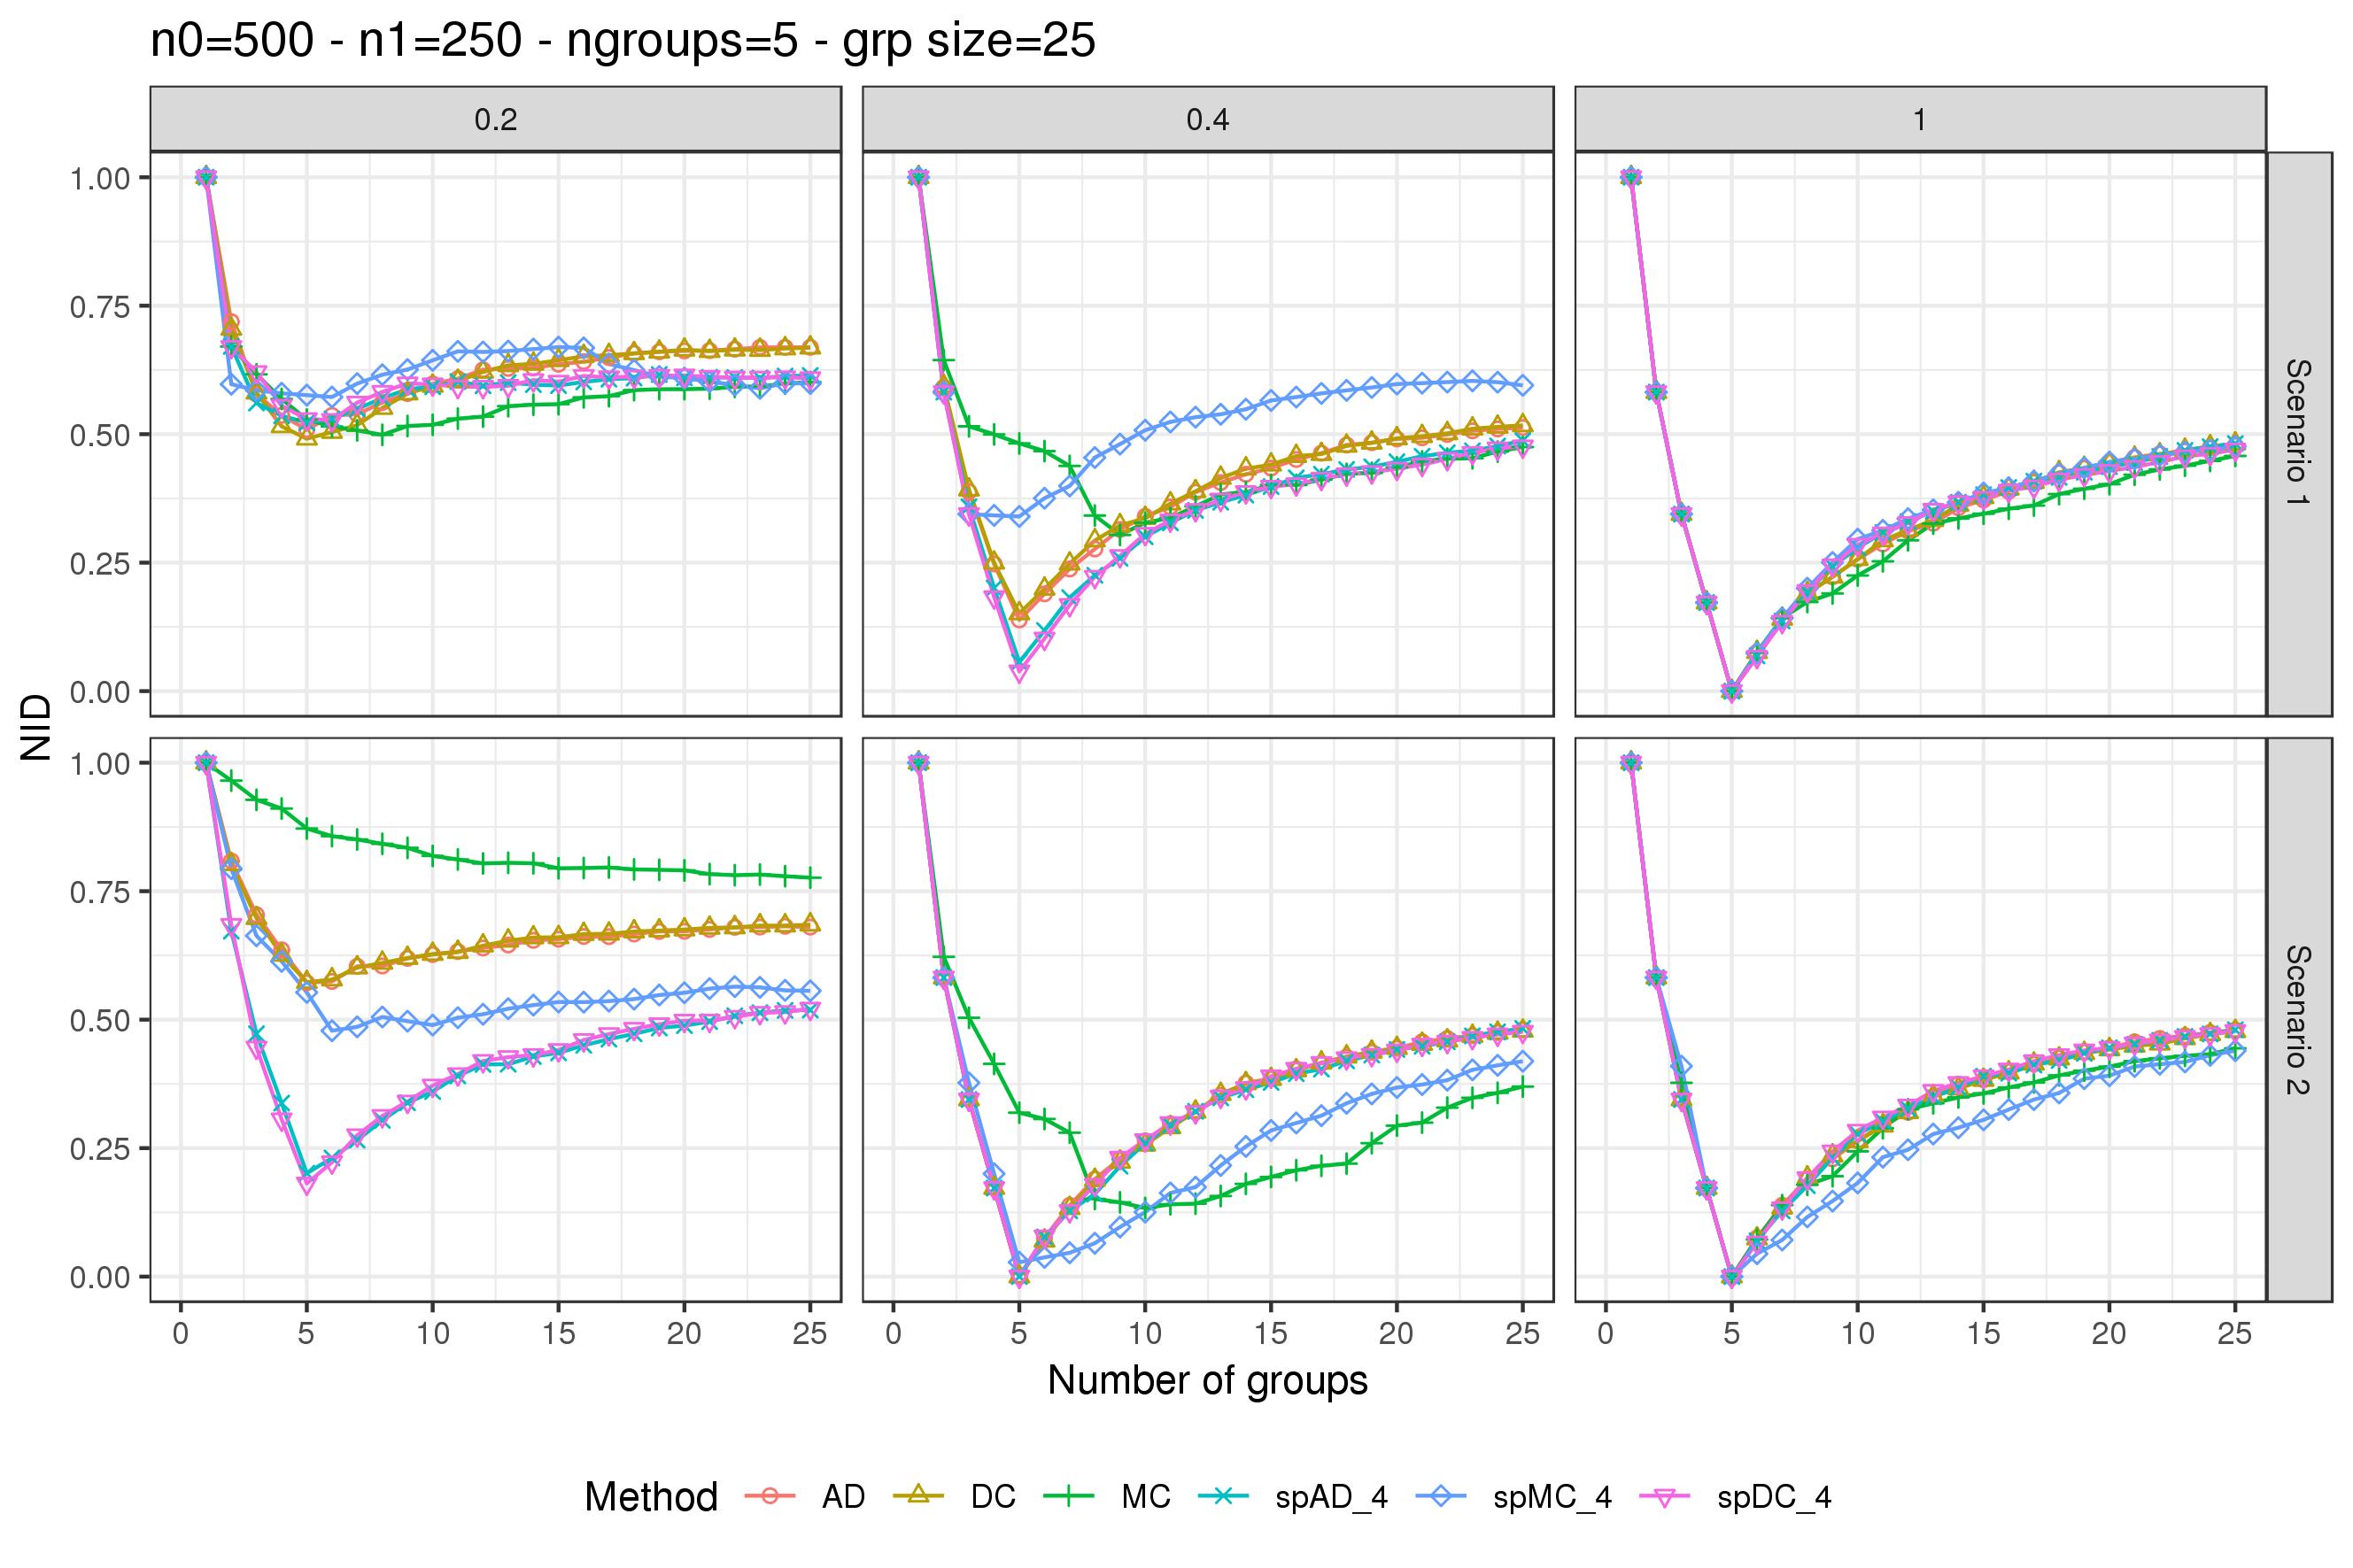 n0=500 - n1=250 - ngroups=5 - grp size=25
0.2 0.4 1
1.00
0.75
0.50
0.25
0.00
Scenario 1
NID
1.00
0.75
0.50
0.25
0.00
Scenario 2
0 5 10 15 20 25 0 5 10 15 20 25 0 5 10 15 20 25
Number of groups
Method AD DC MC spAD_4 spMC_4 spDC_4